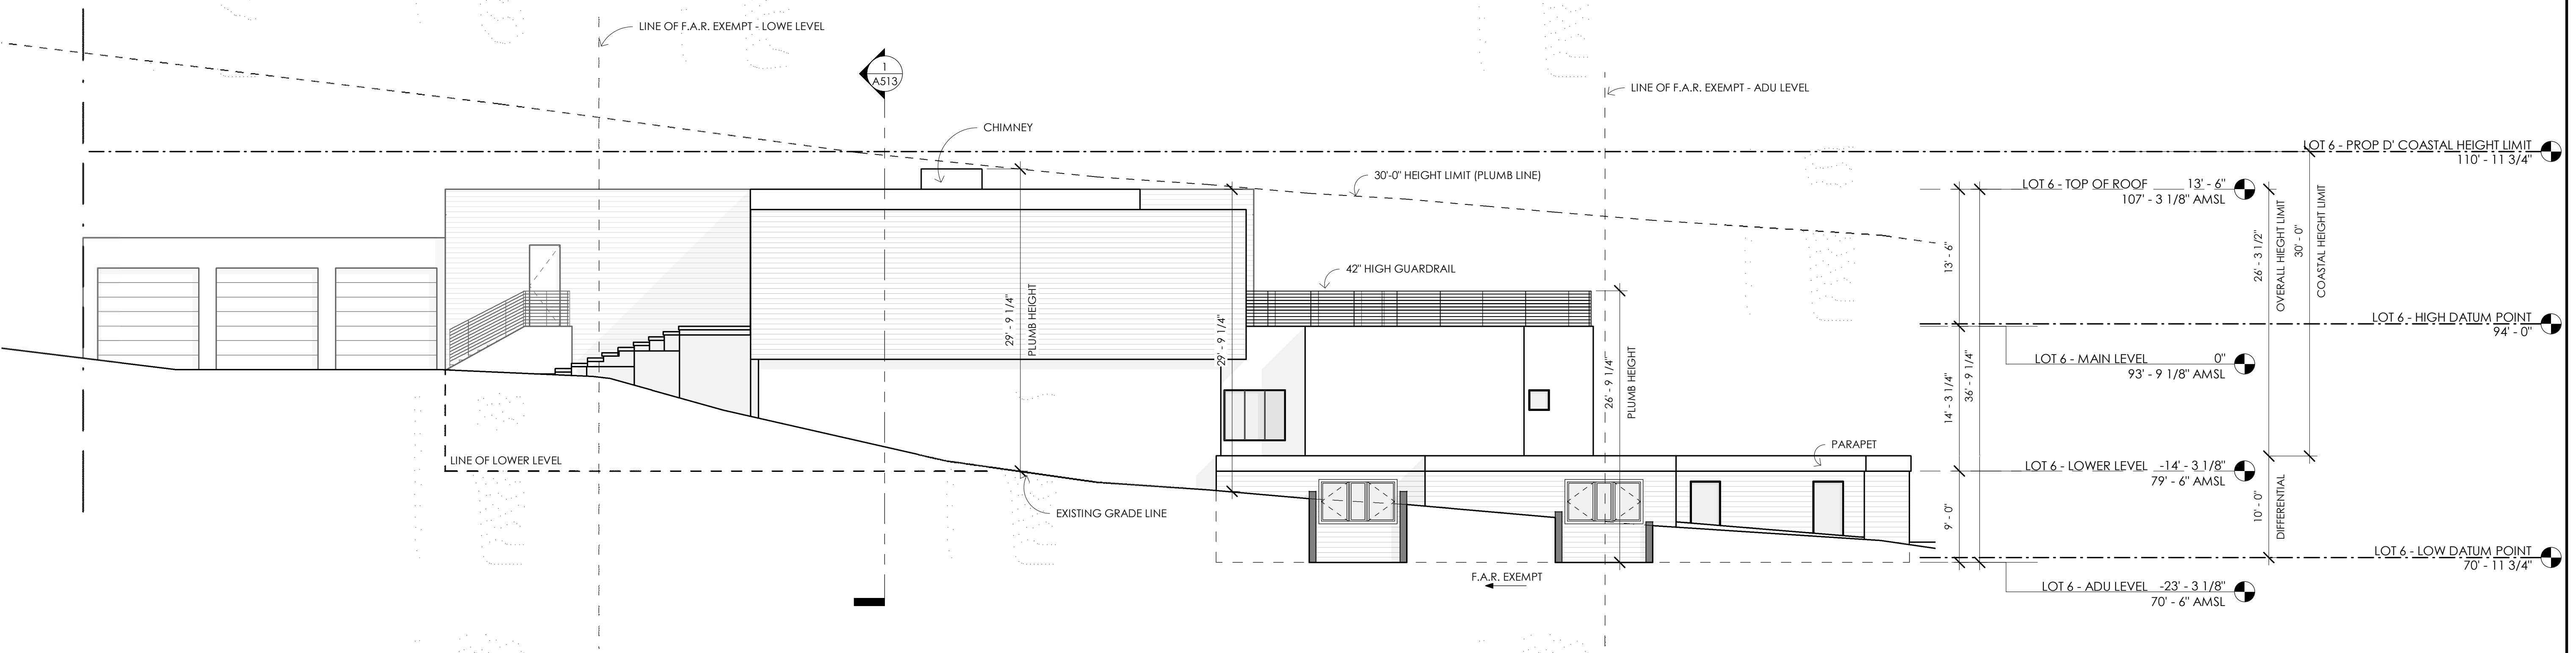 LINE OF F.A.R. EXEMPT - LOWE LEVEL
1
A513
LINE OF F.A.R. EXEMPT - ADU LEVEL
CHIMNEY
30'-0" HEIGHT LIMIT (PLUMB LINE)
42" HIGH GUARDRAIL
29' - 9 1/4"
PLUMB HEIGHT
29' - 9 1/4"
26' - 9 1/4"
PLUMB HEIGHT
PARAPET
LINE OF LOWER LEVEL
EXISTING GRADE LINE
F.A.R. EXEMPT
13' - 6"
14' - 3 1/4"
36' - 9 1/4"
9' - 0"
LOT 6 - TOP OF ROOF 13' - 6"
107' - 3 1/8" AMSL
LOT 6 - MAIN LEVEL 0"
93' - 9 1/8" AMSL
LOT 6 - LOWER LEVEL -14' - 3 1/8"
79' - 6" AMSL
LOT 6 - ADU LEVEL -23' - 3 1/8"
70' - 6" AMSL
26' - 3 1/2"
OVERALL HIEGHT LIMIT
30' - 0"
COASTAL HEIGHT LIMIT
10' - 0"
DIFFERENTIAL
LOT 6 - PROP D' COASTAL HEIGHT LIMIT
110' - 11 3/4"
LOT 6 - HIGH DATUM POINT
94' - 0"
LOT 6 - LOW DATUM POINT
70' - 11 3/4"